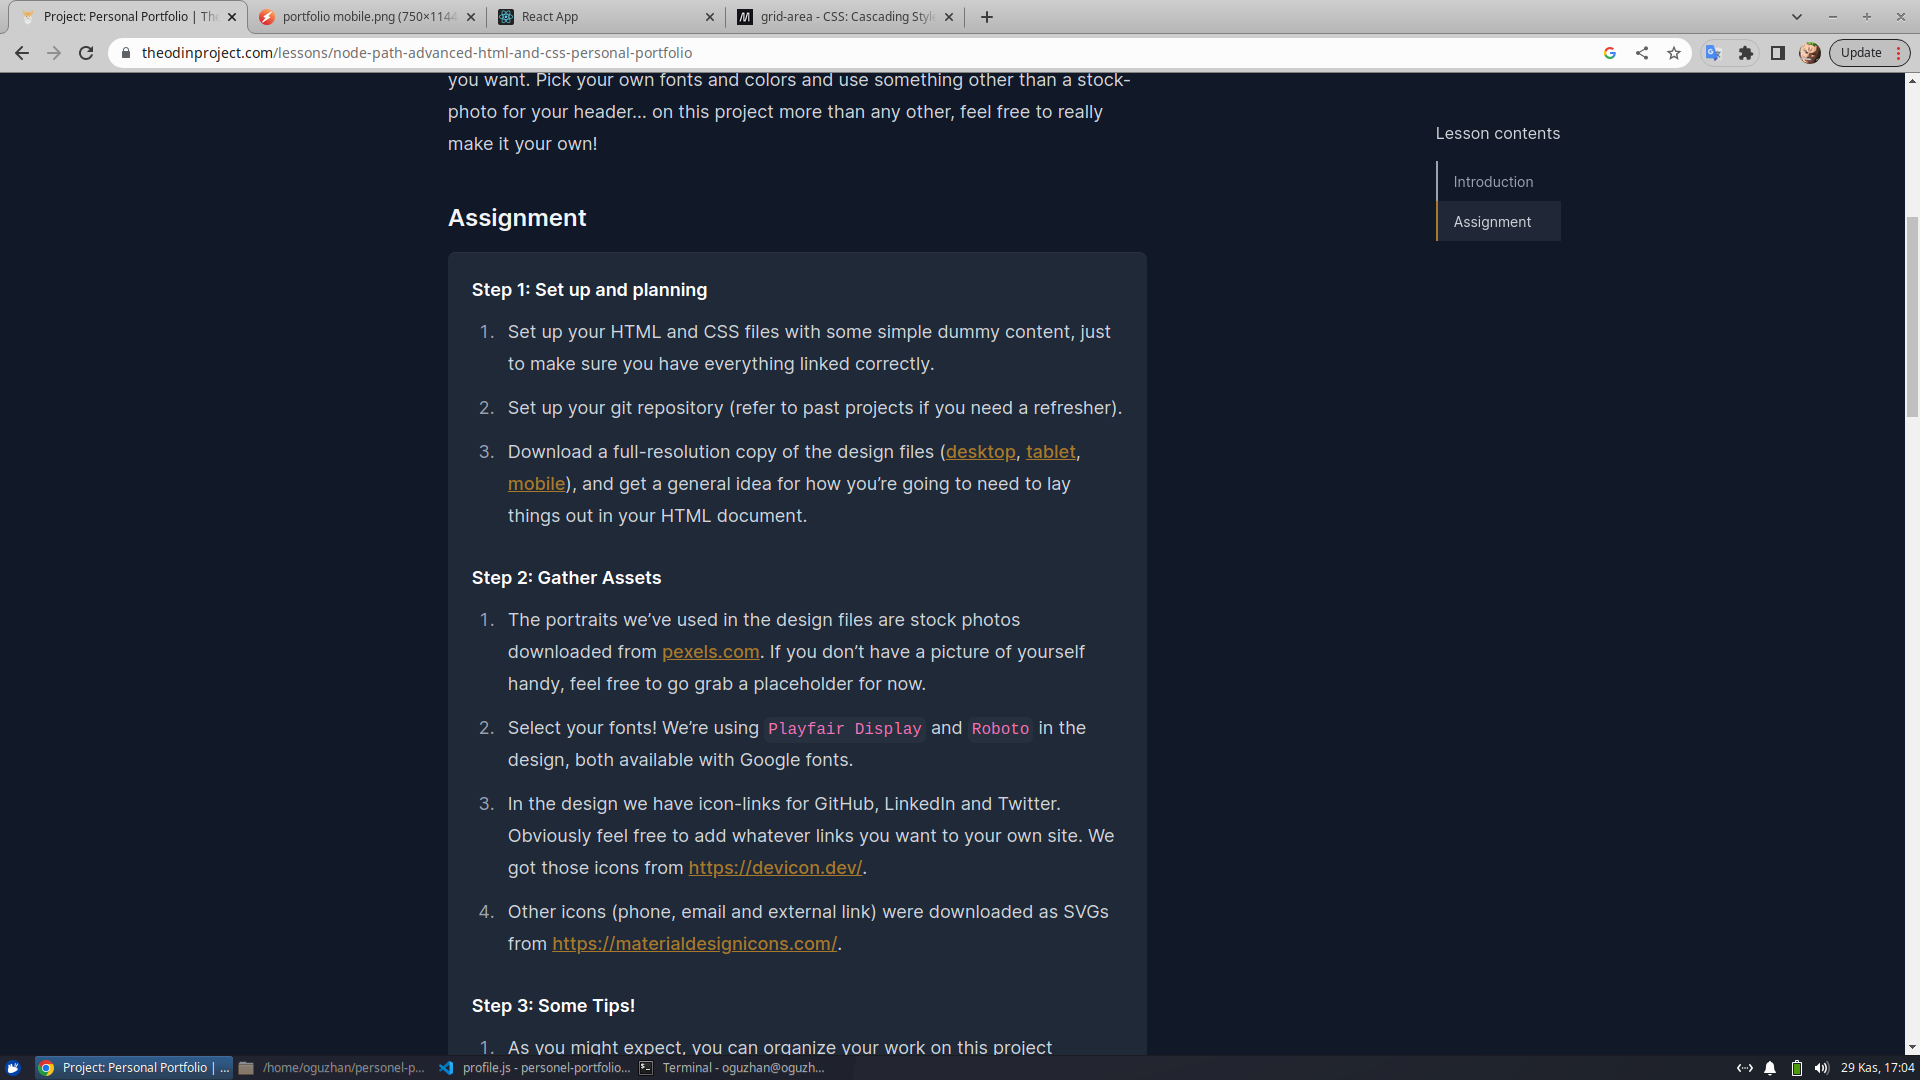 Project: Personal Portfolio | The
portfolio mobile.png (750×1144
React App
grid-area - CSS: Cascading Style
theodinproject.com/lessons/node-path-advanced-html-and-css-personal-portfolio
Update
you want. Pick your own fonts and colors and use something other than a stock-
photo for your header... on this project more than any other, feel free to really
make it your own!
Lesson contents
Introduction
Assignment
Assignment
Step 1: Set up and planning
1. Set up your HTML and CSS files with some simple dummy content, just
to make sure you have everything linked correctly.
2. Set up your git repository (refer to past projects if you need a refresher).
3. Download a full-resolution copy of the design files (desktop, tablet,
mobile), and get a general idea for how you’re going to need to lay
things out in your HTML document.
Step 2: Gather Assets
1. The portraits we’ve used in the design files are stock photos
downloaded from pexels.com. If you don’t have a picture of yourself
handy, feel free to go grab a placeholder for now.
2. Select your fonts! We’re using Playfair Display and Roboto in the
design, both available with Google fonts.
3. In the design we have icon-links for GitHub, LinkedIn and Twitter.
Obviously feel free to add whatever links you want to your own site. We
got those icons from https://devicon.dev/.
4. Other icons (phone, email and external link) were downloaded as SVGs
from https://materialdesignicons.com/.
Step 3: Some Tips!
1. As you might expect, you can organize your work on this project
Project: Personal Portfolio | ...
/home/oguzhan/personel-p...
profile.js - personel-portfolio...
Terminal - oguzhan@oguzh...
29 Kas, 17:04